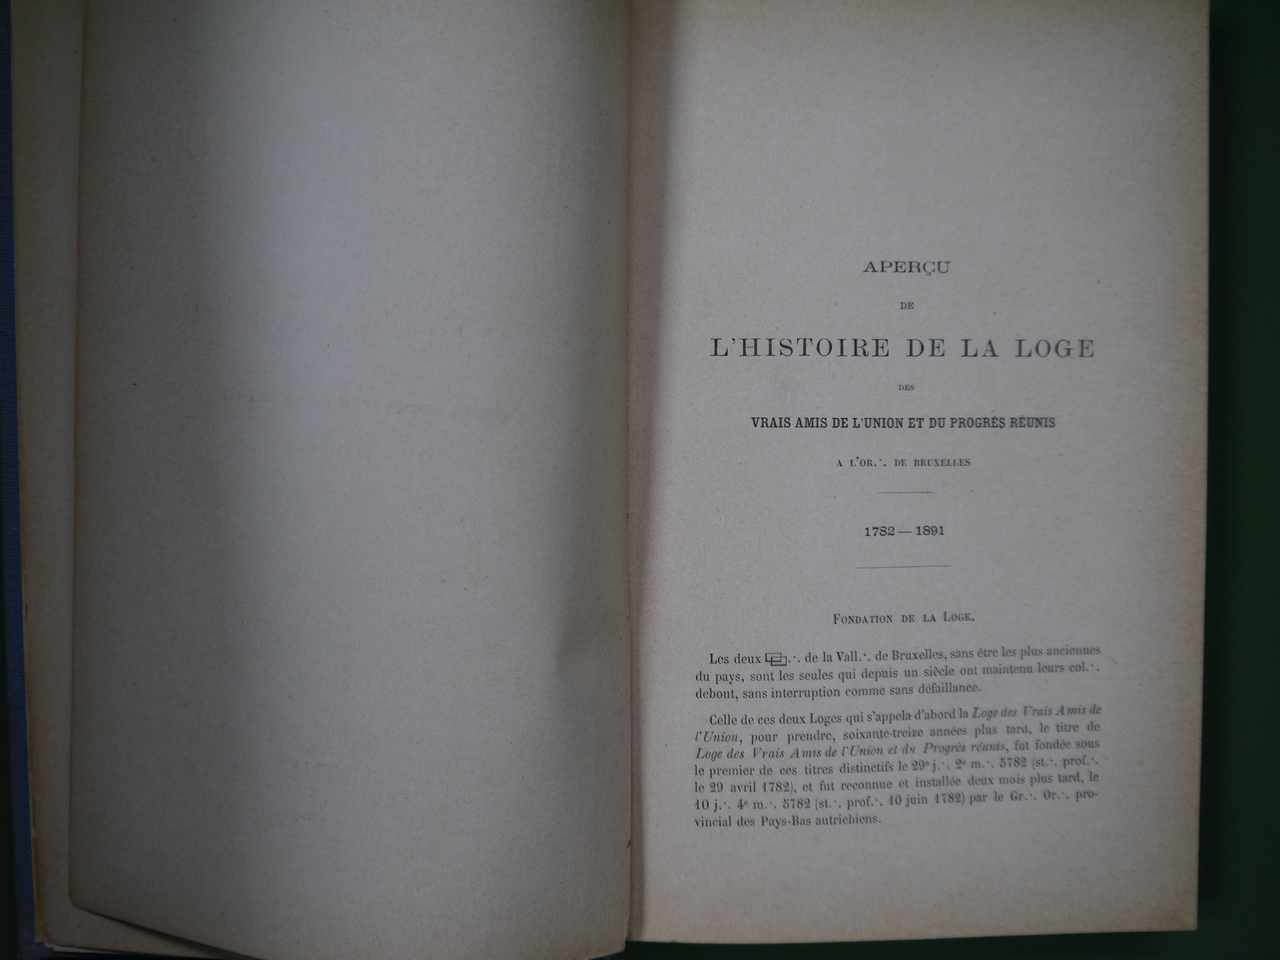 APERÇU
DE
L'HISTOIRE DE LA LOGE
DES
VRAIS AMIS DE L'UNION ET DU PROGRÈS RÉUNIS
A L'OR.·. DE BRUXELLES
1782 — 1891
FONDATION DE LA LOGE.
Les deux .·. de la Vall.·. de Bruxelles, sans être les plus anciennes
du pays, sont les seules qui depuis un siècle ont maintenu leurs col.·.
debout, sans interruption comme sans défaillance.
Celle de ces deux Loges qui s'appela d'abord la Loge des Vrais Amis de
l'Union, pour prendre, soixante-treize années plus tard, le titre de
Loge des Vrais Amis de l'Union et du Progrès réunis, fut fondée sous
le premier de ces titres distinctifs le 29e j.·. 2e m.·. 5782 (st.·. prof.·.
le 29 avril 1782), et fut reconnue et installée deux mois plus tard, le
10 j.·. 4e m.·. 5782 (st.·. prof.·. 10 juin 1782) par le Gr.·. Or.·. pro-
vincial des Pays-Bas autrichiens.